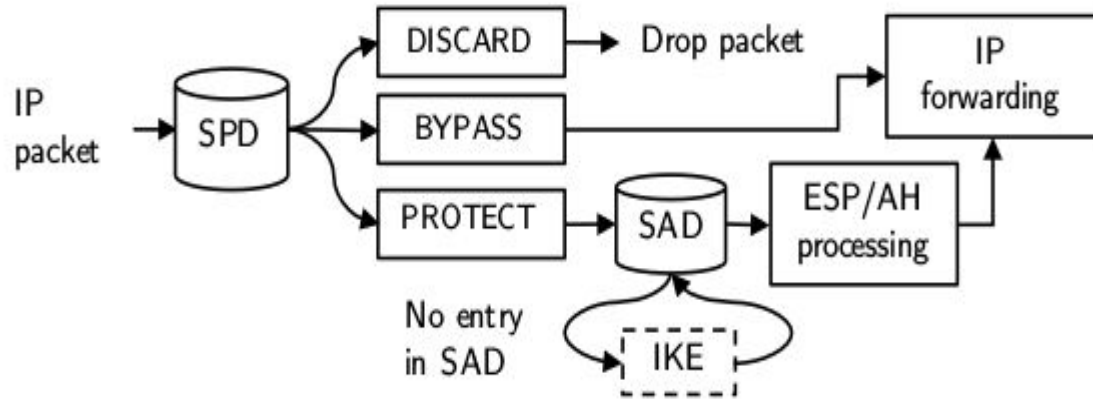 DISCARD
Drop packet
IP
forwarding
IP
packet
SPD
BYPASS
PROTECT
SAD
ESP/AH
processing
No entry
in SAD
IKE